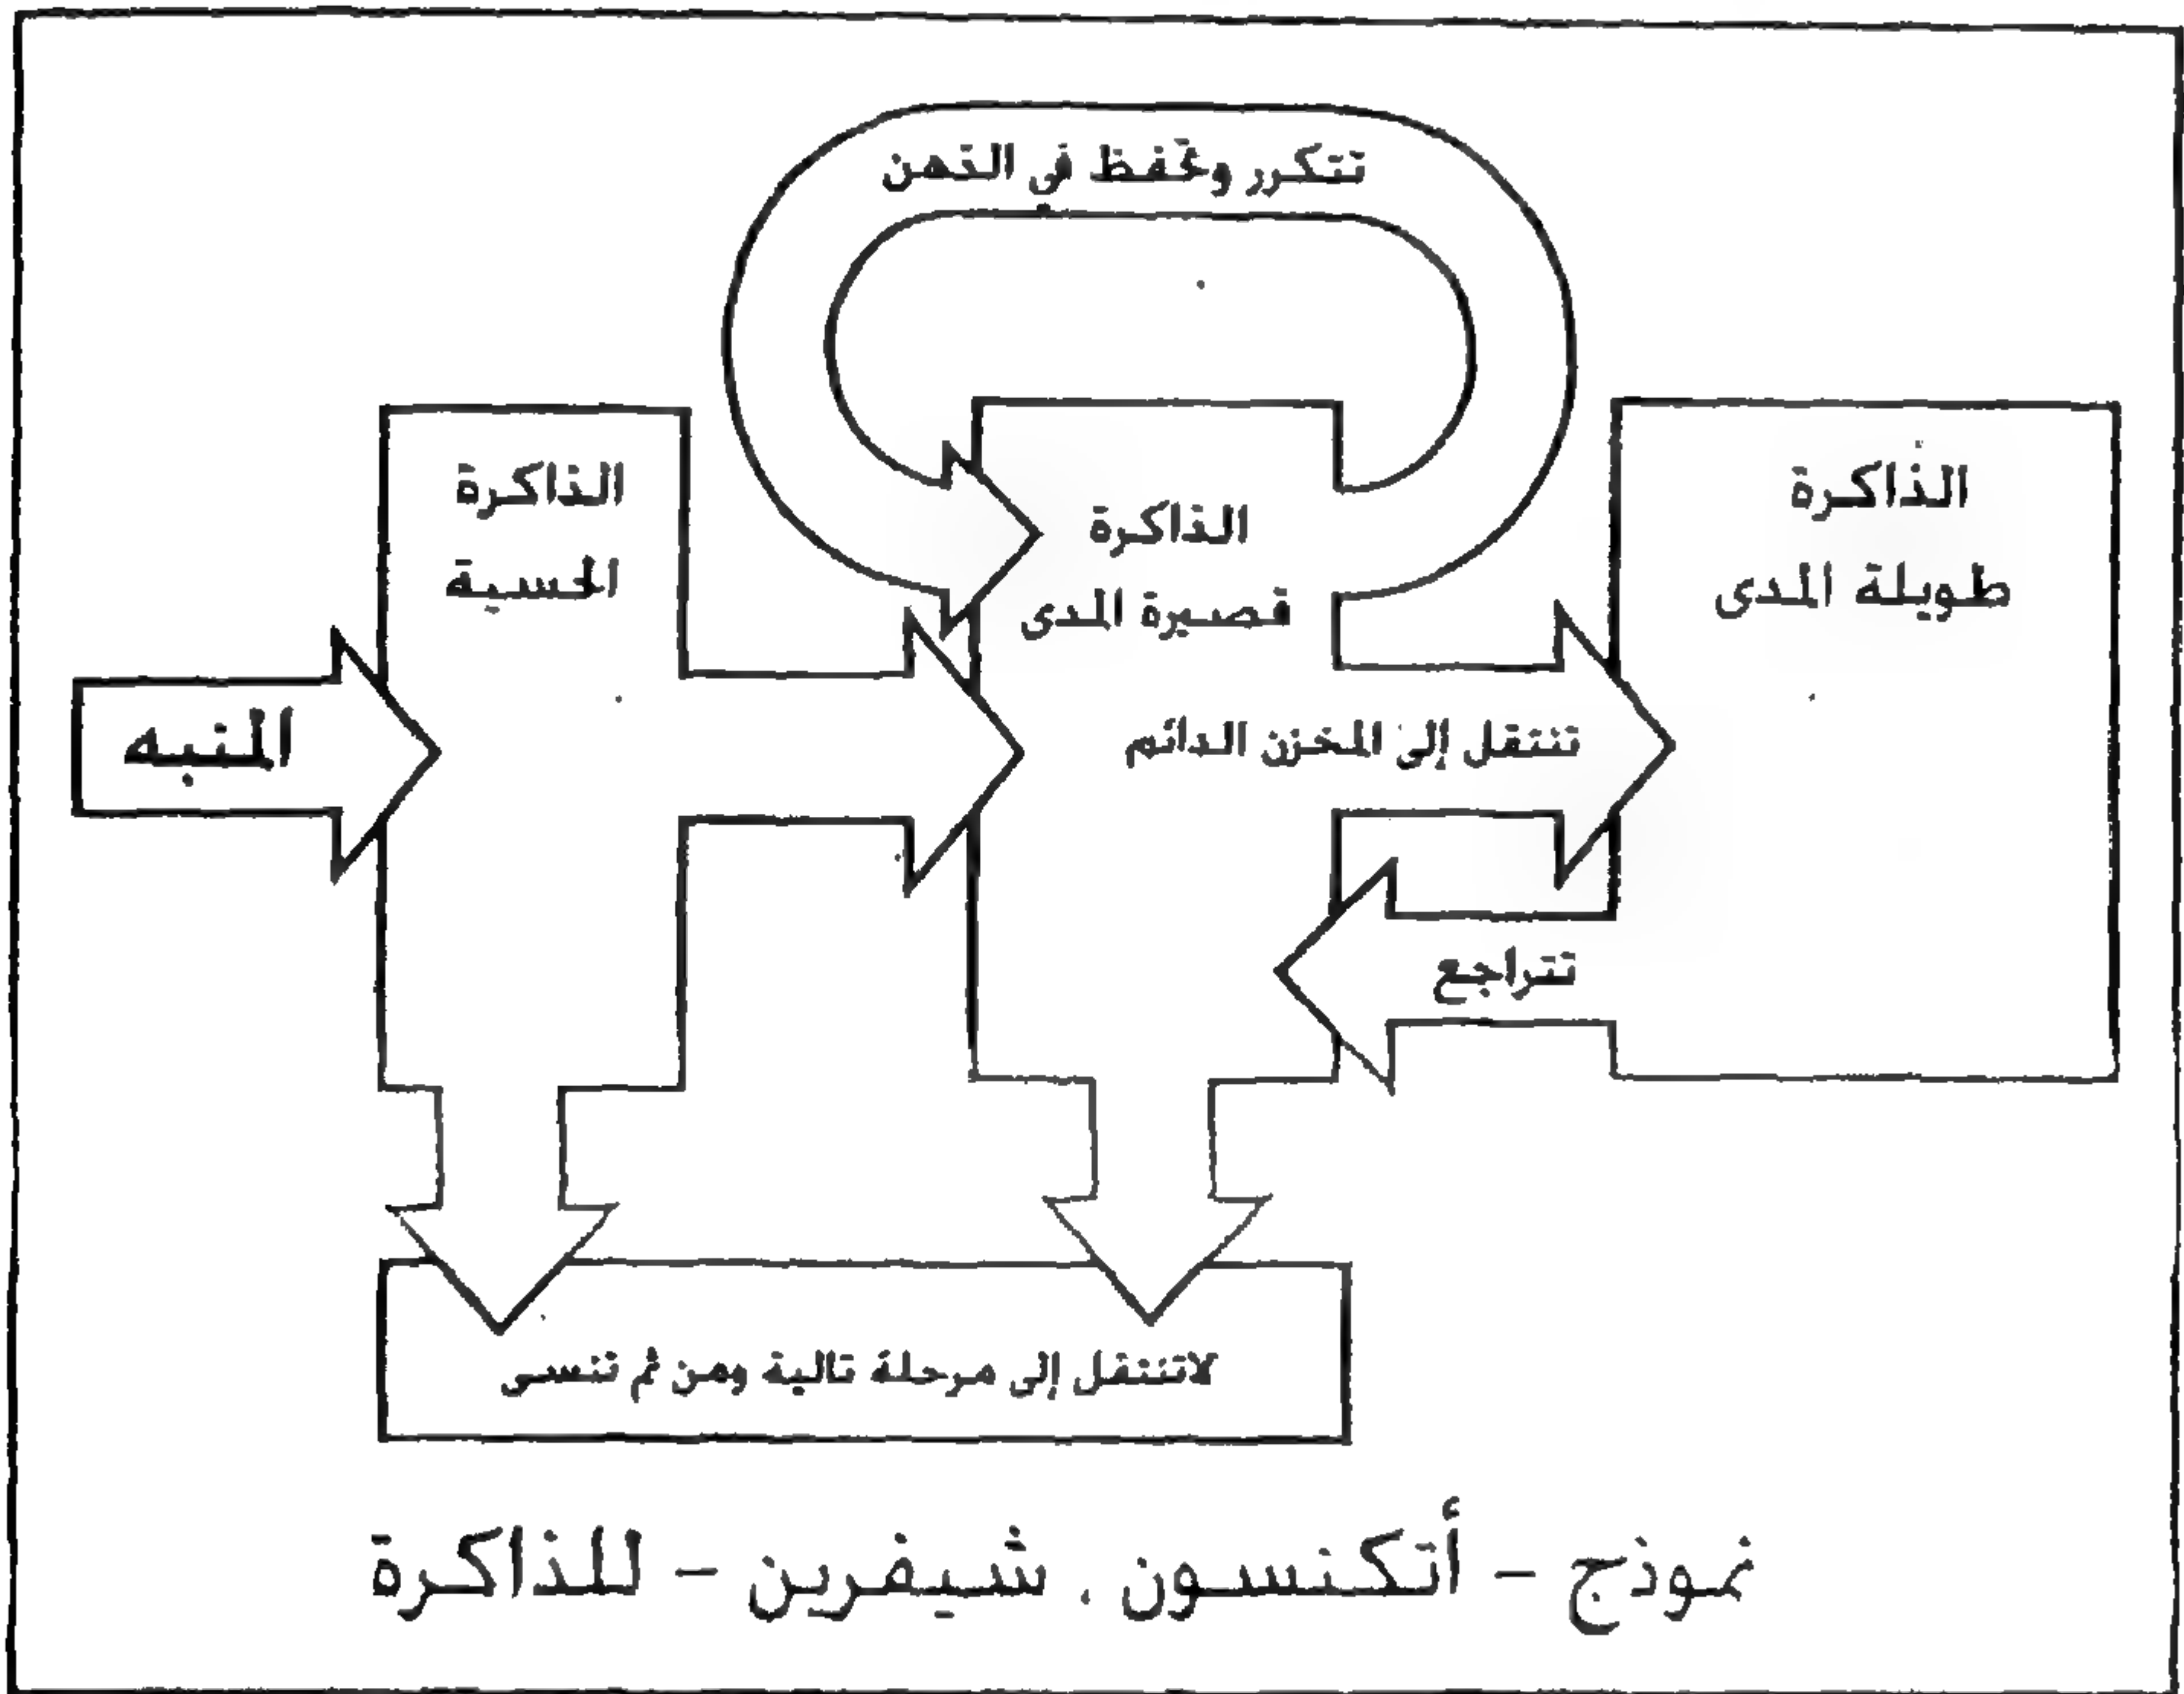 تتكرر وتحفظ في الذهن
الذاكرة
الحسية
الذاكرة
قصيرة المدى
الذاكرة
طويلة المدى
المنبه
تنتقل إلى المخزن الدائم
تتراجع
لاتنتقل إلى مرحلة تالية ومن ثم تنسى
نموذج - أتكنسون، شيفرين - للذاكرة